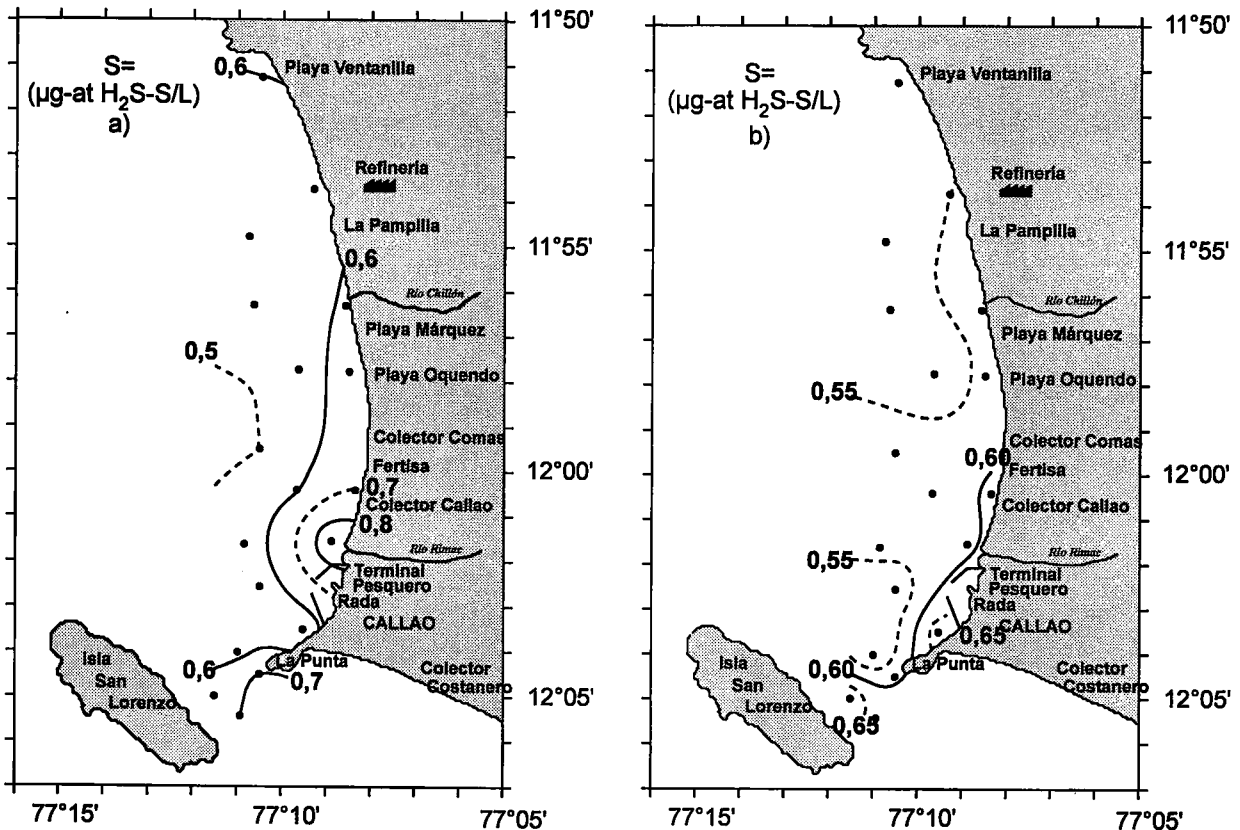 S=
(µg-at H₂S-S/L)
a)
0,6
Playa Ventanilla
Refinería
La Pampilla
0,6
Río Chillón
Playa Márquez
0,5
Playa Oquendo
Colector Comas
Fertisa
0,7
Colector Callao
0,8
Río Rimac
Terminal
Pesquero
Rada
CALLAO
0,6
La Punta
0,7
Isla
San
Lorenzo
Colector
Costanero
11°50'
11°55'
12°00'
12°05'
77°10'
77°05'
S=
(µg-at H₂S-S/L)
b)
Playa Ventanilla
Refinería
La Pampilla
Río Chillón
Playa Márquez
0,55
Playa Oquendo
Colector Comas
0,60
Fertisa
Colector Callao
Río Rimac
0,55
Terminal
Pesquero
Rada
CALLAO
0,65
0,60
La Punta
0,65
Isla
San
Lorenzo
Colector
Costanero
11°50'
11°55'
12°00'
12°05'
77°10'
77°05'